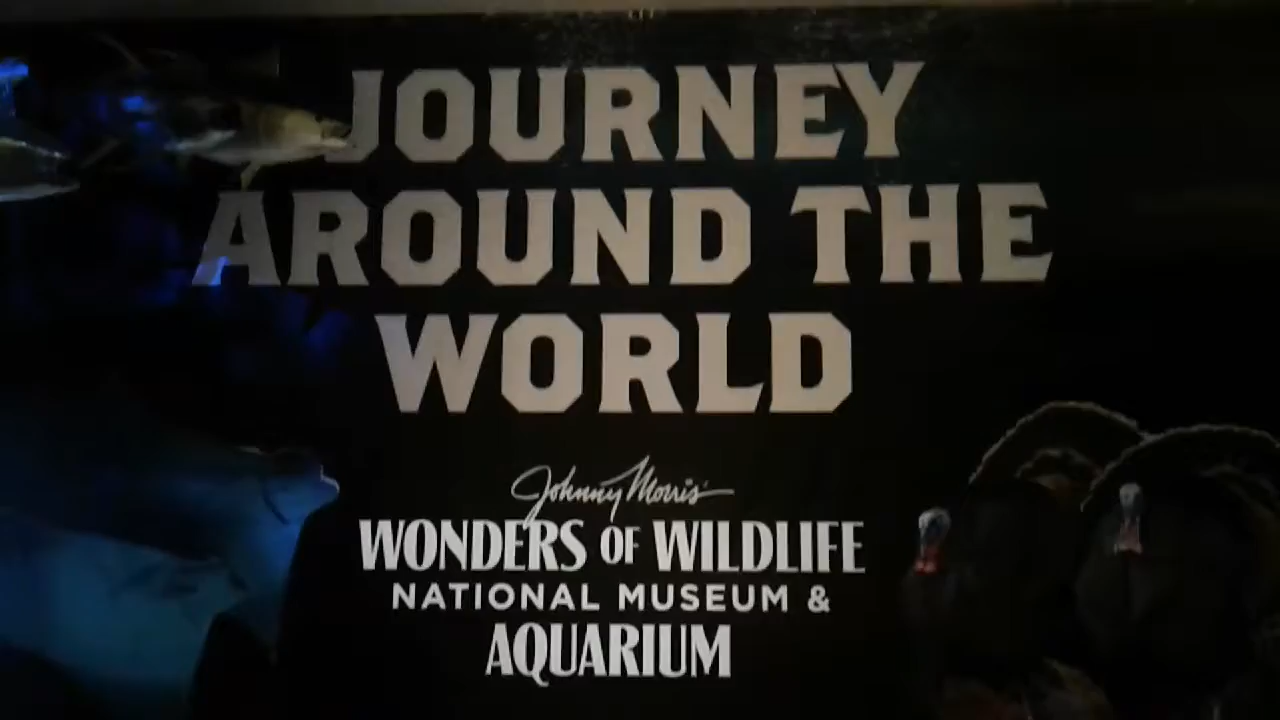 JOURNEY
AROUND THE
WORLD
Johnny Morris'
WONDERS OF WILDLIFE
NATIONAL MUSEUM &
AQUARIUM